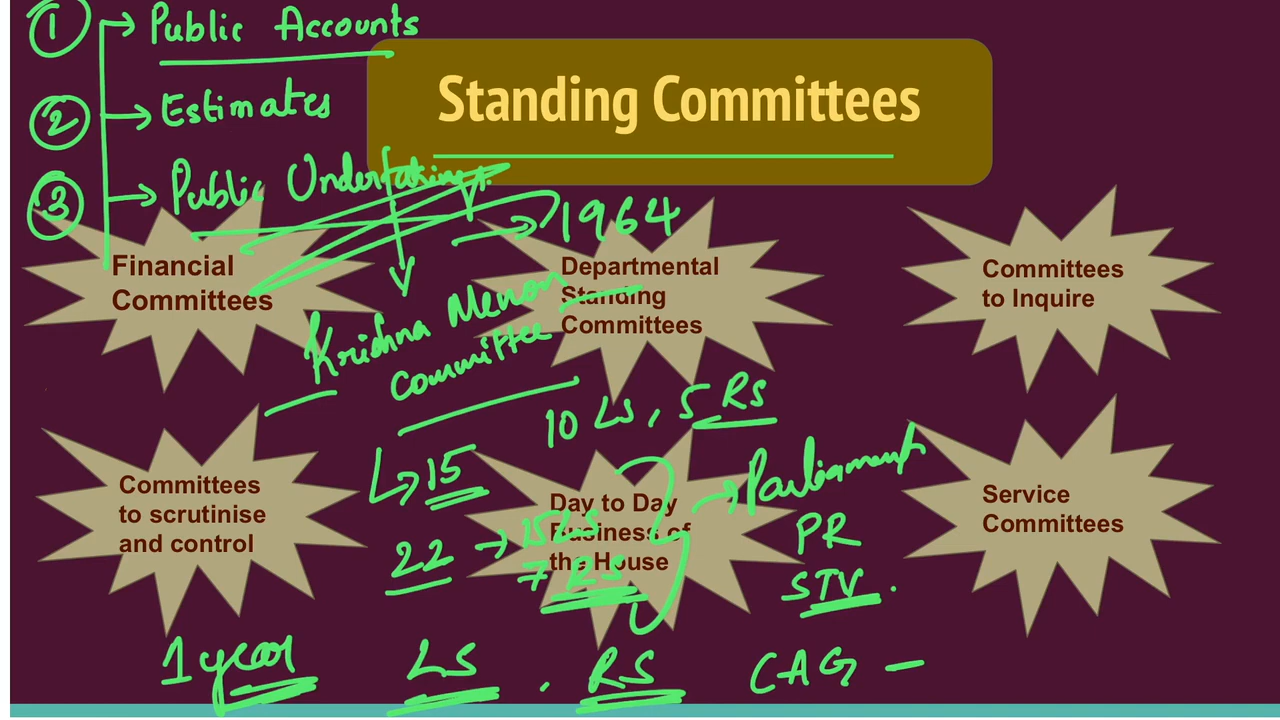 ① → Public Accounts
② → Estimates
③ → Public Undertakings.
Standing Committees
→ 1964
Krishna Menon
Committee
Financial
Committees
Departmental
Standing
Committees
Committees
to Inquire
10 LS, 5 RS
↳ 15
22 → 15 LS
7 RS
→ Parliament
PR
STV.
Committees
to scrutinise
and control
Day to Day
Business of
the House
Service
Committees
1 year LS . RS CAG –